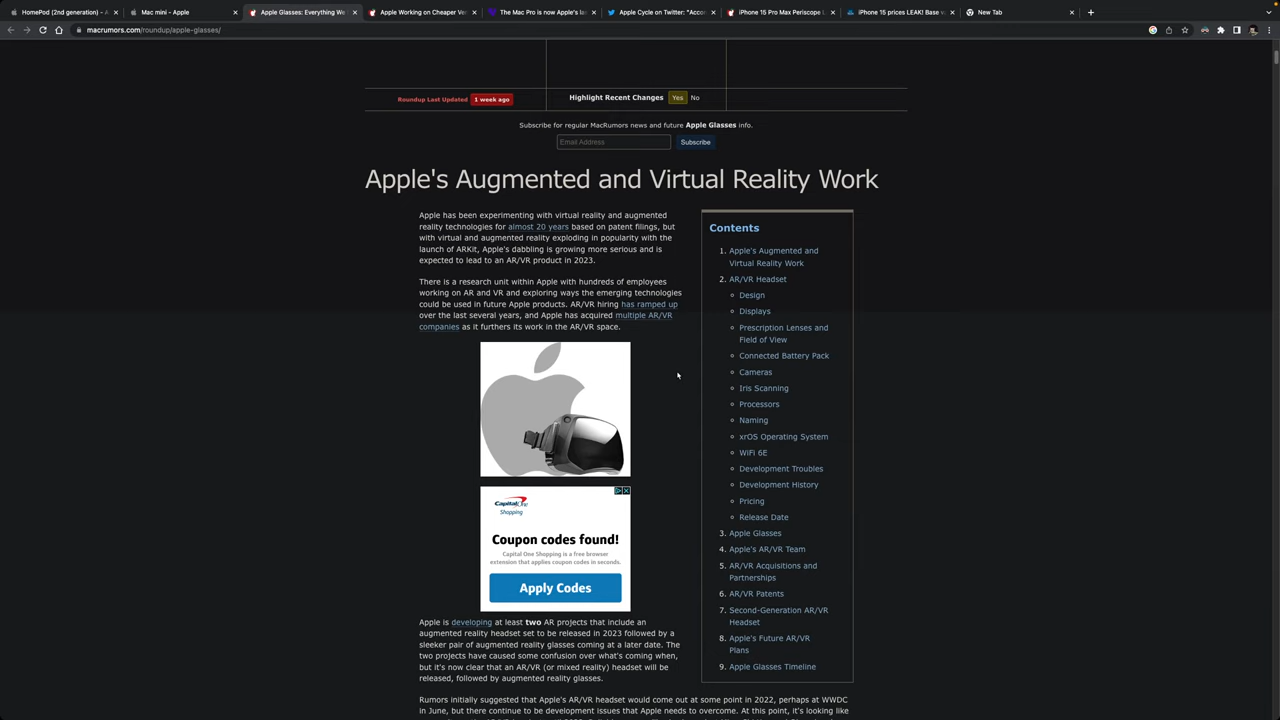 HomePod (2nd generation) - A
Mac mini - Apple
Apple Glasses: Everything We
Apple Working on Cheaper Ver
The Mac Pro is now Apple's la
Apple Cycle on Twitter: "Acco
iPhone 15 Pro Max Periscope L
iPhone 15 prices LEAK! Base v
New Tab
macrumors.com/roundup/apple-glasses/
Roundup Last Updated 1 week ago
Highlight Recent Changes Yes No
Subscribe for regular MacRumors news and future Apple Glasses info.
Email Address Subscribe
Apple's Augmented and Virtual Reality Work
Apple has been experimenting with virtual reality and augmented
reality technologies for almost 20 years based on patent filings, but
with virtual and augmented reality exploding in popularity with the
launch of ARKit, Apple's dabbling is growing more serious and is
expected to lead to an AR/VR product in 2023.
There is a research unit within Apple with hundreds of employees
working on AR and VR and exploring ways the emerging technologies
could be used in future Apple products. AR/VR hiring has ramped up
over the last several years, and Apple has acquired multiple AR/VR
companies as it furthers its work in the AR/VR space.
Capital One
Shopping
Coupon codes found!
Capital One Shopping is a free browser
extension that applies coupon codes in seconds.
Apply Codes
Apple is developing at least two AR projects that include an
augmented reality headset set to be released in 2023 followed by a
sleeker pair of augmented reality glasses coming at a later date. The
two projects have caused some confusion over what's coming when,
but it's now clear that an AR/VR (or mixed reality) headset will be
released, followed by augmented reality glasses.
Rumors initially suggested that Apple's AR/VR headset would come out at some point in 2022, perhaps at WWDC
in June, but there continue to be development issues that Apple needs to overcome. At this point, it's looking like
Contents
1. Apple's Augmented and
Virtual Reality Work
2. AR/VR Headset
Design
Displays
Prescription Lenses and
Field of View
Connected Battery Pack
Cameras
Iris Scanning
Processors
Naming
xrOS Operating System
WiFi 6E
Development Troubles
Development History
Pricing
Release Date
3. Apple Glasses
4. Apple's AR/VR Team
5. AR/VR Acquisitions and
Partnerships
6. AR/VR Patents
7. Second-Generation AR/VR
Headset
8. Apple's Future AR/VR
Plans
9. Apple Glasses Timeline